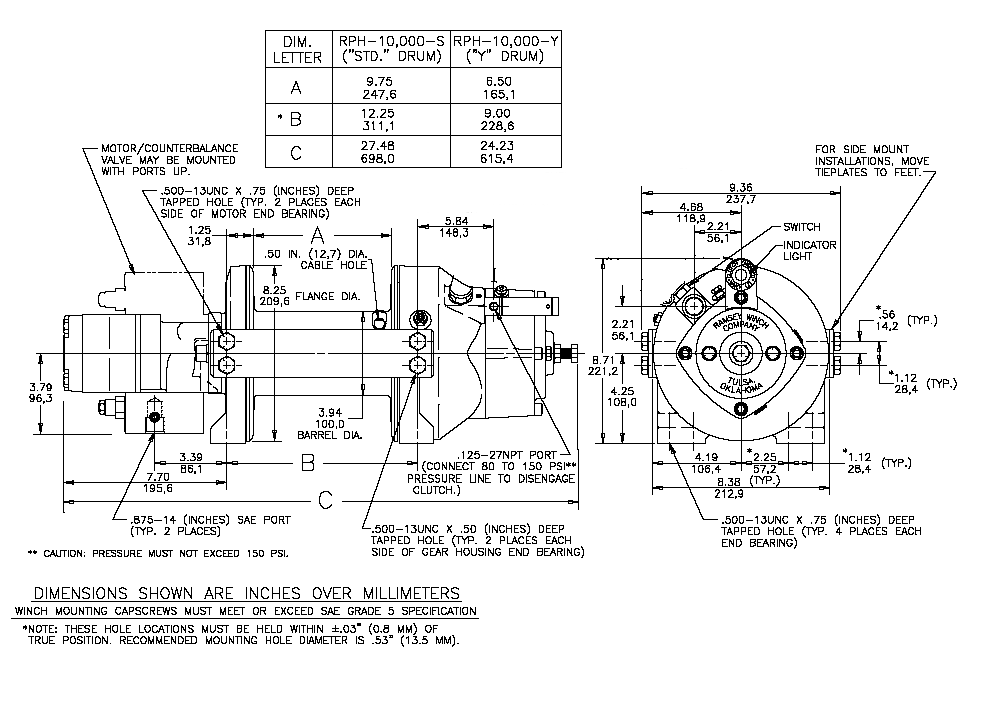 DIM. LETTER RPH-10,000-S ("STD." DRUM) RPH-10,000-Y ("Y" DRUM)
A 9.75 247,6 6.50 165,1
* B 12.25 311,1 9.00 228,6
C 27.48 698,0 24.23 615,4
MOTOR/COUNTERBALANCE
VALVE MAY BE MOUNTED
WITH PORTS UP.
.500-13UNC X .75 (INCHES) DEEP
TAPPED HOLE (TYP. 2 PLACES EACH
SIDE OF MOTOR END BEARING)
1.25
31,8
A
5.84
148,3
.50 IN. (12,7) DIA.
CABLE HOLE
8.25
209,6
FLANGE DIA.
3.79
96,3
3.94
100,0
BARREL DIA.
3.39
86,1
B
7.70
195,6
C
.125-27NPT PORT
(CONNECT 80 TO 150 PSI**
PRESSURE LINE TO DISENGAGE
CLUTCH.)
.875-14 (INCHES) SAE PORT
(TYP. 2 PLACES)
.500-13UNC X .50 (INCHES) DEEP
TAPPED HOLE (TYP. 2 PLACES EACH
SIDE OF GEAR HOUSING END BEARING)
** CAUTION: PRESSURE MUST NOT EXCEED 150 PSI.
FOR SIDE MOUNT
INSTALLATIONS, MOVE
TIEPLATES TO FEET.
9.36
237,7
4.68
118,9
2.21
56,1
SWITCH
INDICATOR
LIGHT
2.21
56,1
8.71
221,2
4.25
108,0
RAMSEY WINCH
COMPANY
TULSA,
OKLAHOMA
*.56
14,2 (TYP.)
*1.12
28,4 (TYP.)
4.19
106,4
*2.25
57,2
(TYP.)
*1.12
28,4 (TYP.)
8.38
212,9
.500-13UNC X .75 (INCHES) DEEP
TAPPED HOLE (TYP. 4 PLACES EACH
END BEARING)
DIMENSIONS SHOWN ARE INCHES OVER MILLIMETERS
WINCH MOUNTING CAPSCREWS MUST MEET OR EXCEED SAE GRADE 5 SPECIFICATION
*NOTE: THESE HOLE LOCATIONS MUST BE HELD WITHIN ±.03" (0.8 MM) OF
TRUE POSITION. RECOMMENDED MOUNTING HOLE DIAMETER IS .53" (13.5 MM).